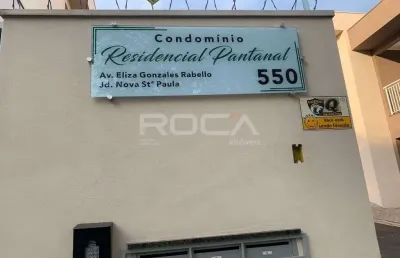 Condomínio
Residencial Pantanal
Av. Eliza Gonzales Rabello
Jd. Nova Stª Paula
550
ROCA